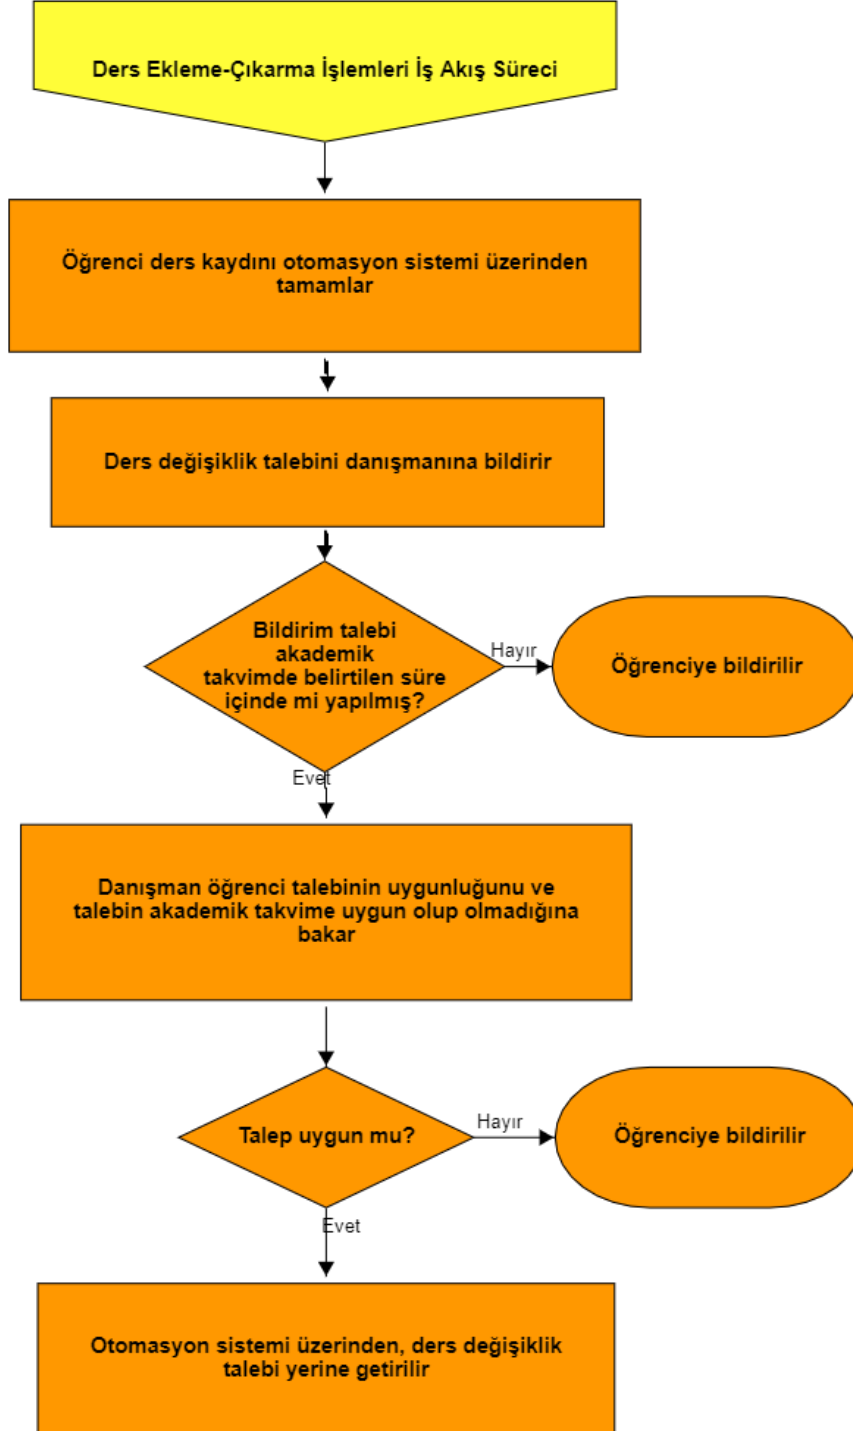 Ders Ekleme-Çıkarma İşlemleri İş Akış Süreci
Öğrenci ders kaydını otomasyon sistemi üzerinden
tamamlar
Ders değişiklik talebini danışmanına bildirir
Bildirim talebi
akademik
takvimde belirtilen süre
içinde mi yapılmış?
Hayır
Öğrenciye bildirilir
Evet
Danışman öğrenci talebinin uygunluğunu ve
talebin akademik takvime uygun olup olmadığına
bakar
Talep uygun mu?
Hayır
Öğrenciye bildirilir
Evet
Otomasyon sistemi üzerinden, ders değişiklik
talebi yerine getirilir